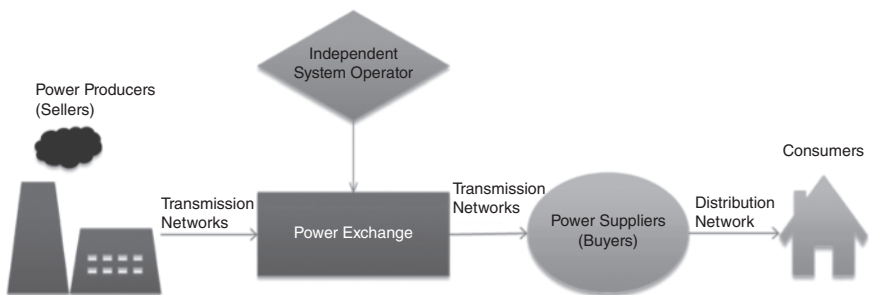 Independent
System Operator
Power Producers
(Sellers)
Consumers
Transmission
Networks
Power Exchange
Transmission
Networks
Power Suppliers
(Buyers)
Distribution
Network